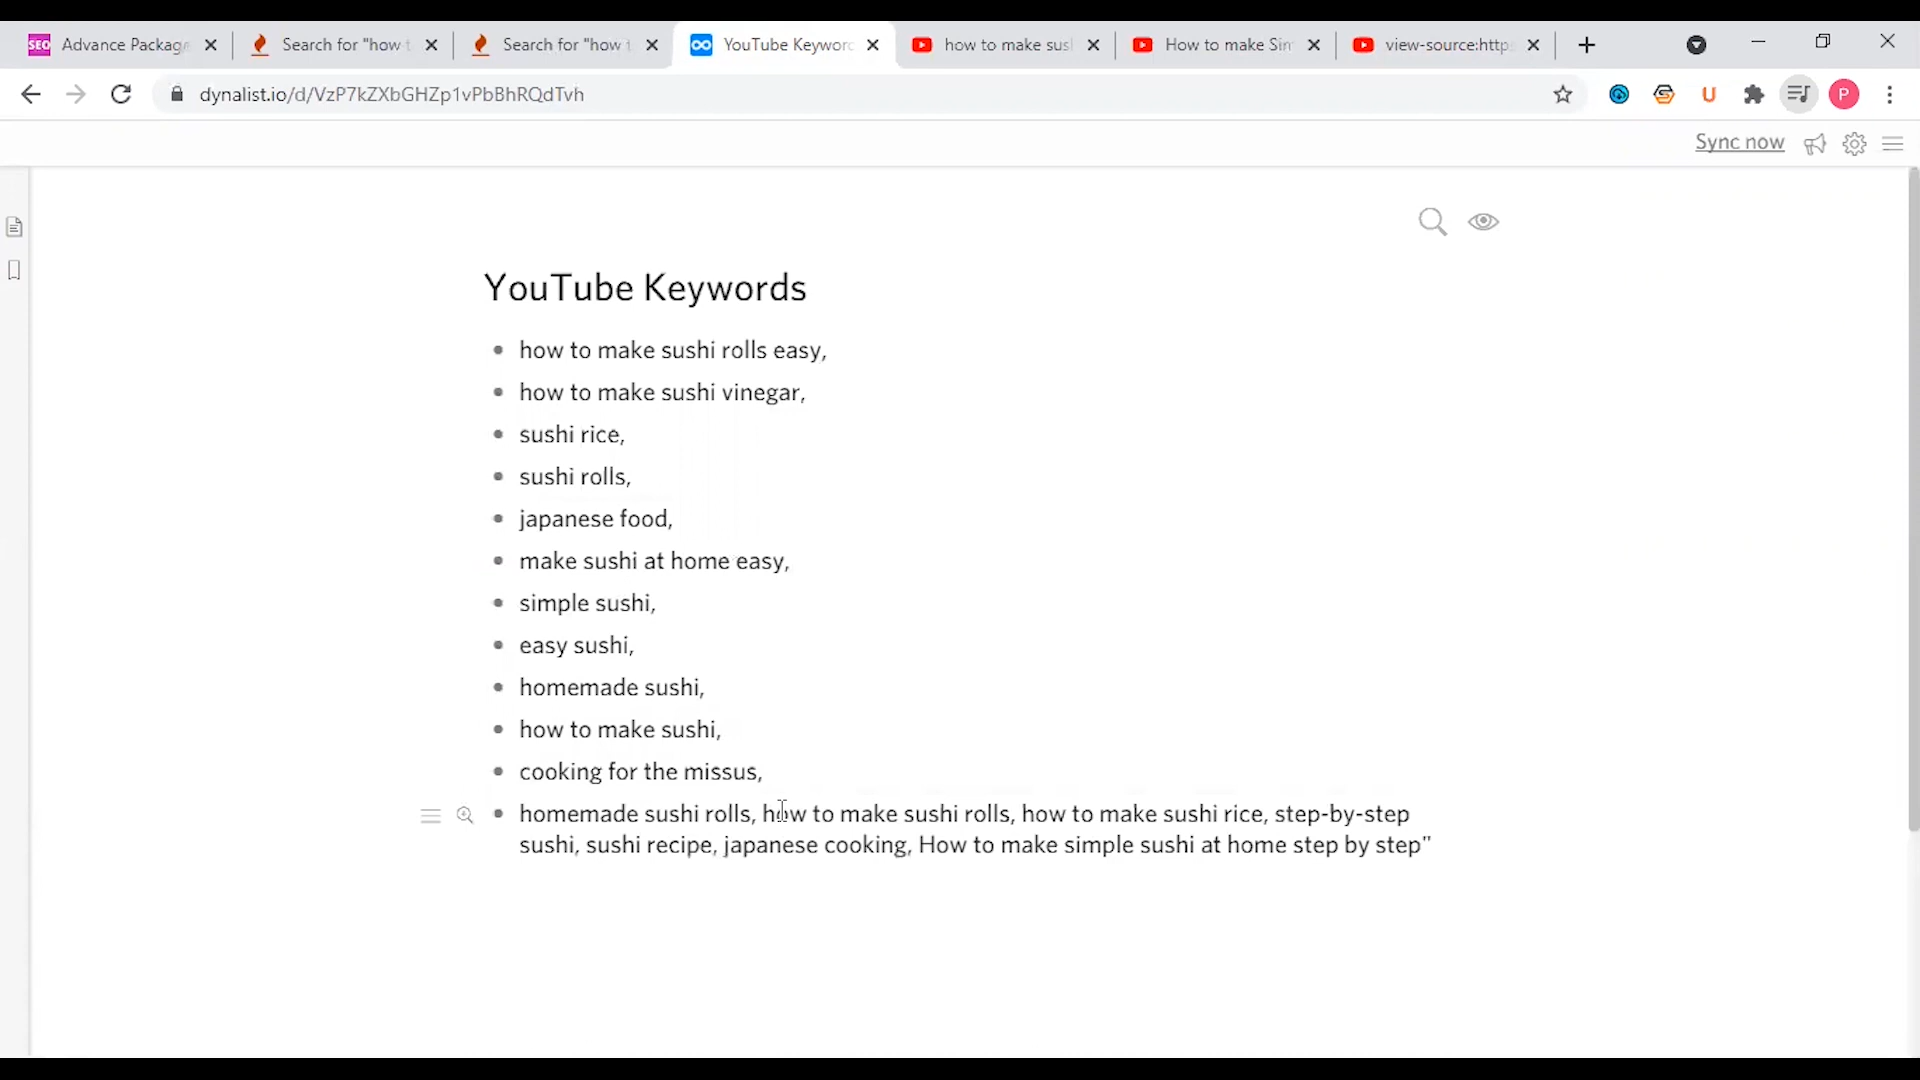 SEO Advance Package
Search for "how t
Search for "how t
YouTube Keyword
how to make sus
How to make Sim
view-source:http
dynalist.io/d/VzP7kZXbGHZp1vPbBhRQdTvh
U
P
Sync now
YouTube Keywords
how to make sushi rolls easy,
how to make sushi vinegar,
sushi rice,
sushi rolls,
japanese food,
make sushi at home easy,
simple sushi,
easy sushi,
homemade sushi,
how to make sushi,
cooking for the missus,
homemade sushi rolls, how to make sushi rolls, how to make sushi rice, step-by-step
sushi, sushi recipe, japanese cooking, How to make simple sushi at home step by step"